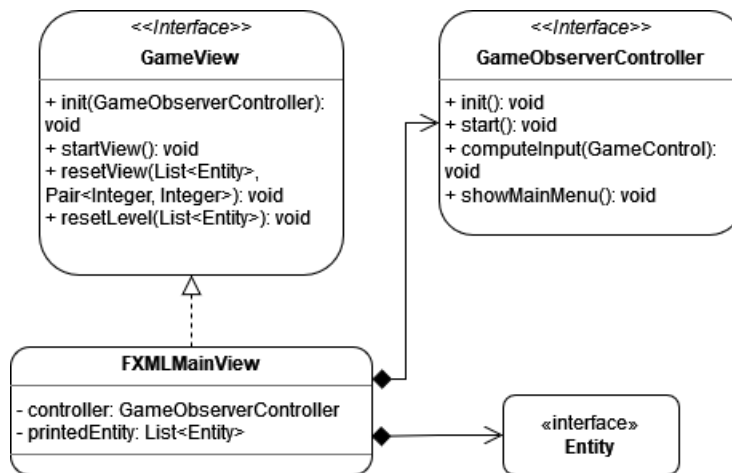 <<Interface>>
GameView
+ init(GameObserverController):
void
+ startView(): void
+ resetView(List<Entity>,
Pair<Integer, Integer>): void
+ resetLevel(List<Entity>): void
<<Interface>>
GameObserverController
+ init(): void
+ start(): void
+ computeInput(GameControl):
void
+ showMainMenu(): void
FXMLMainView
- controller: GameObserverController
- printedEntity: List<Entity>
«interface»
Entity